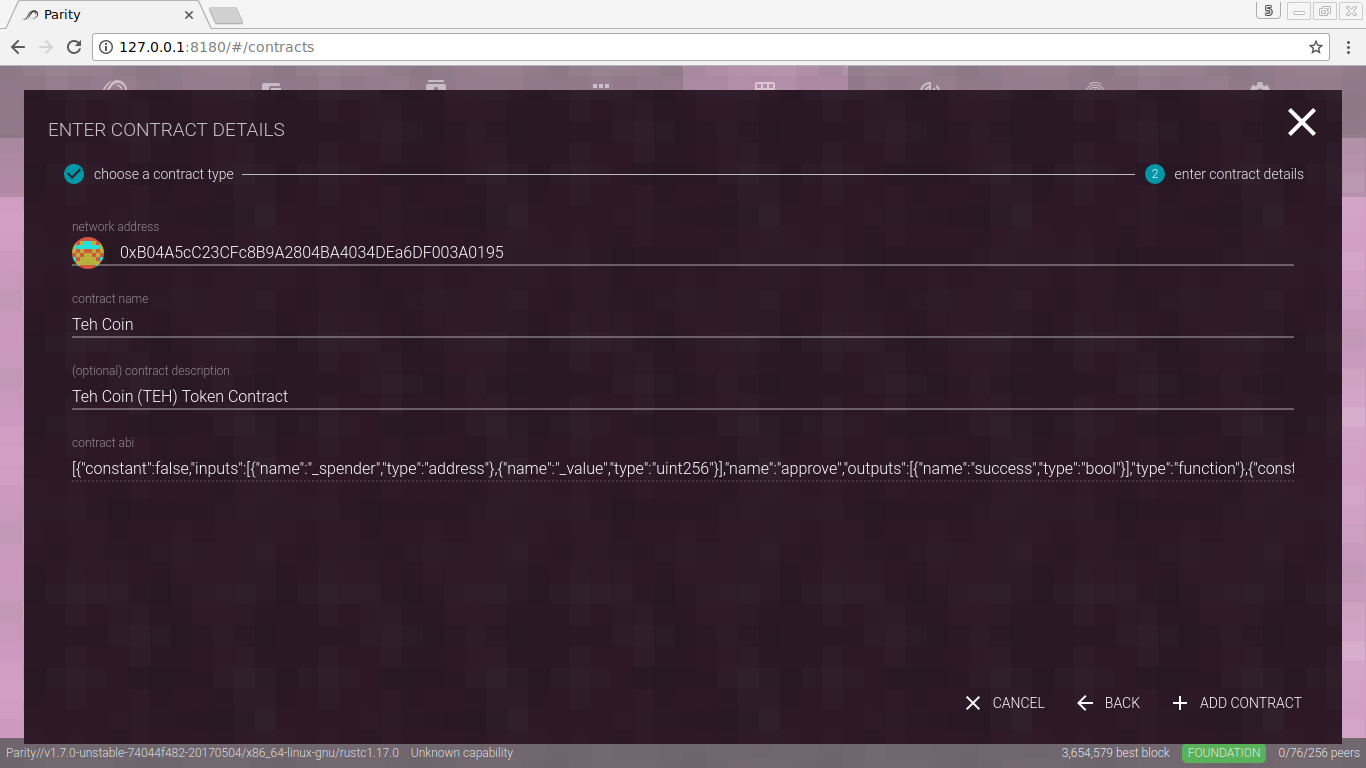 Parity
5
127.0.0.1:8180/#/contracts
ENTER CONTRACT DETAILS
choose a contract type
2 enter contract details
network address
0xB04A5cC23CFc8B9A2804BA4034DEa6DF003A0195
contract name
Teh Coin
(optional) contract description
Teh Coin (TEH) Token Contract
contract abi
[{"constant":false,"inputs":[{"name":"_spender","type":"address"},{"name":"_value","type":"uint256"}],"name":"approve","outputs":[{"name":"success","type":"bool"}],"type":"function"},{"const
CANCEL BACK ADD CONTRACT
Parity//v1.7.0-unstable-74044f482-20170504/x86_64-linux-gnu/rustc1.17.0 Unknown capability 3,654,579 best block FOUNDATION 0/76/256 peers